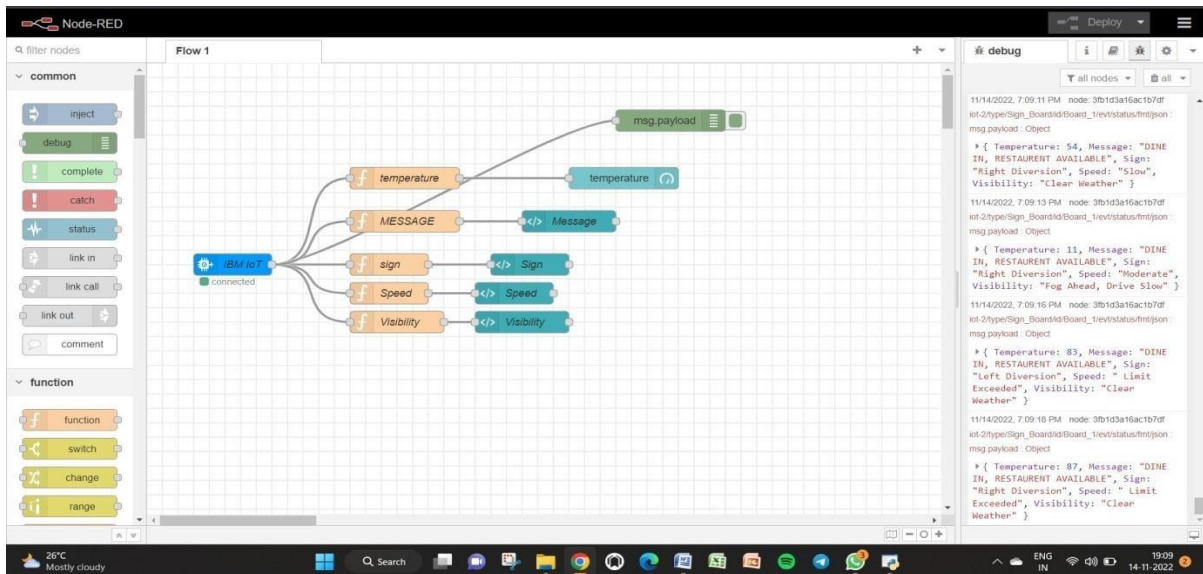 Node-RED
Deploy
filter nodes
common
inject
debug
complete
catch
status
link in
link call
link out
comment
function
function
switch
change
range
Flow 1
msg.payload
temperature
temperature
MESSAGE
</> Message
IBM IoT
connected
sign
</> Sign
Speed
</> Speed
Visibility
</> Visibility
debug
all nodes
all
11/14/2022, 7:09:11 PM node: 3fb1d3a16ac1b7df
iot-2/type/Sign_Board/id/Board_1/evt/status/fmt/json :
msg.payload : Object
{ Temperature: 54, Message: "DINE
IN, RESTAURENT AVAILABLE", Sign:
"Right Diversion", Speed: "Slow",
Visibility: "Clear Weather" }
11/14/2022, 7:09:13 PM node: 3fb1d3a16ac1b7df
iot-2/type/Sign_Board/id/Board_1/evt/status/fmt/json :
msg.payload : Object
{ Temperature: 11, Message: "DINE
IN, RESTAURENT AVAILABLE", Sign:
"Right Diversion", Speed: "Moderate",
Visibility: "Fog Ahead, Drive Slow" }
11/14/2022, 7:09:16 PM node: 3fb1d3a16ac1b7df
iot-2/type/Sign_Board/id/Board_1/evt/status/fmt/json :
msg.payload : Object
{ Temperature: 83, Message: "DINE
IN, RESTAURENT AVAILABLE", Sign:
"Left Diversion", Speed: " Limit
Exceeded", Visibility: "Clear
Weather" }
11/14/2022, 7:09:18 PM node: 3fb1d3a16ac1b7df
iot-2/type/Sign_Board/id/Board_1/evt/status/fmt/json :
msg.payload : Object
{ Temperature: 87, Message: "DINE
IN, RESTAURENT AVAILABLE", Sign:
"Right Diversion", Speed: " Limit
Exceeded", Visibility: "Clear
Weather" }
26°C
Mostly cloudy
Search
3
ENG
IN
19:09
14-11-2022
2